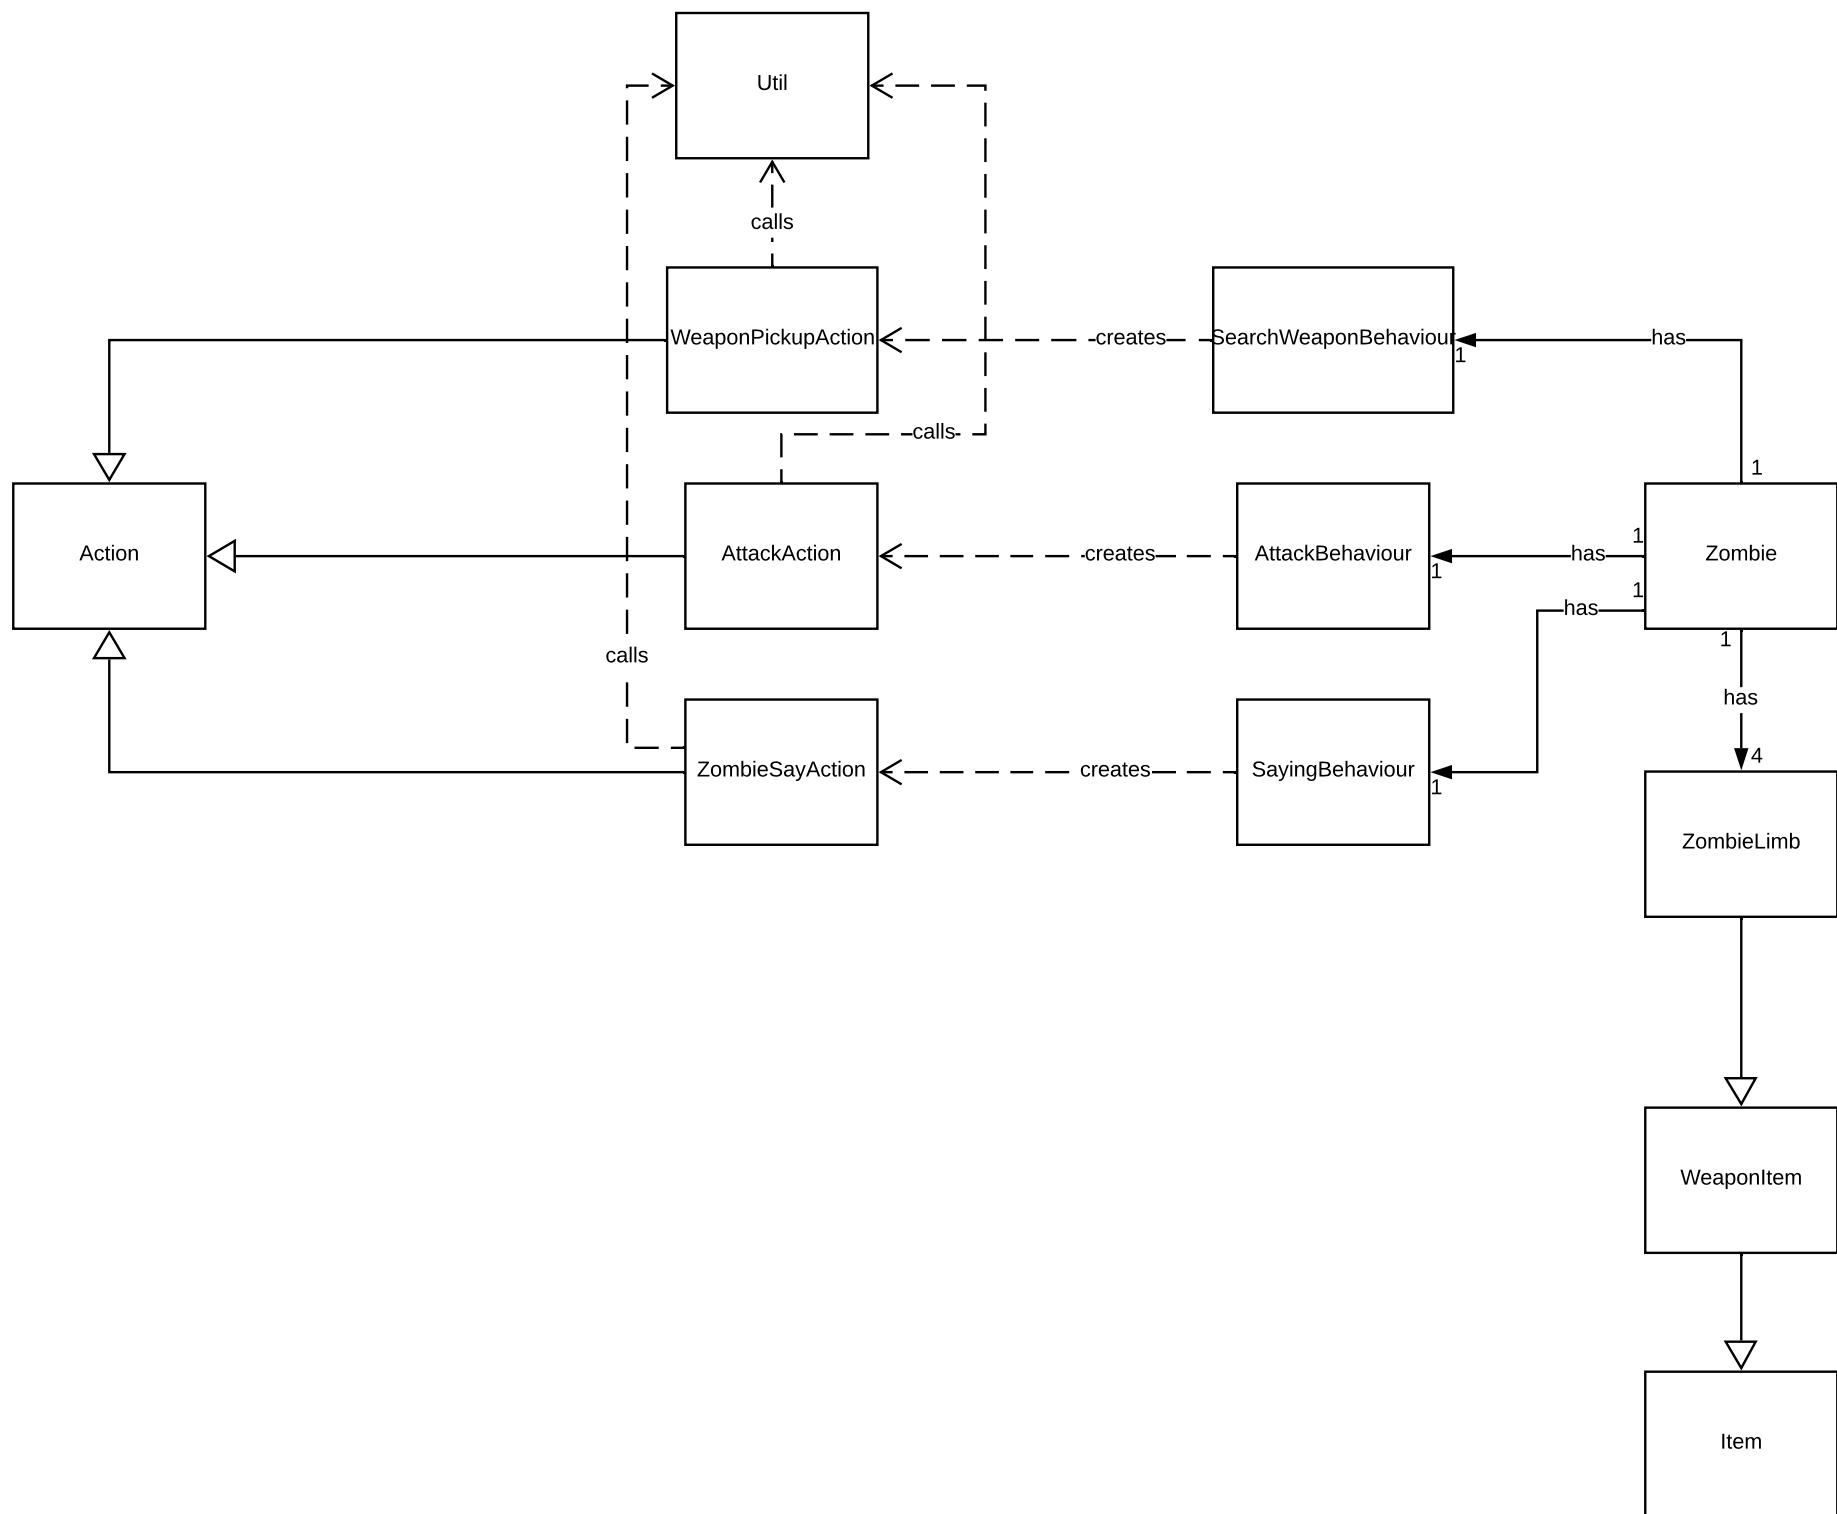 Util
calls
WeaponPickupAction
creates
SearchWeaponBehaviour
has
1
calls
1
Action
AttackAction
creates
AttackBehaviour
1
has
1
Zombie
1
has
calls
1
has
ZombieSayAction
creates
SayingBehaviour
1
4
ZombieLimb
WeaponItem
Item